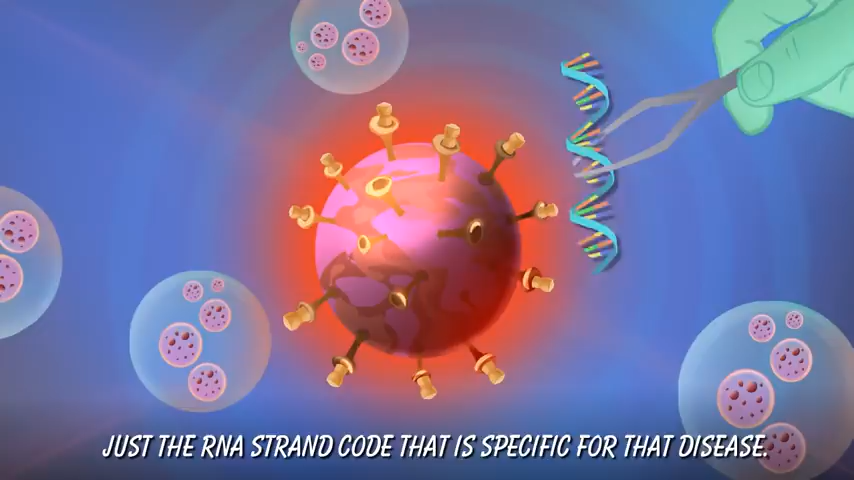 JUST THE RNA STRAND CODE THAT IS SPECIFIC FOR THAT DISEASE.